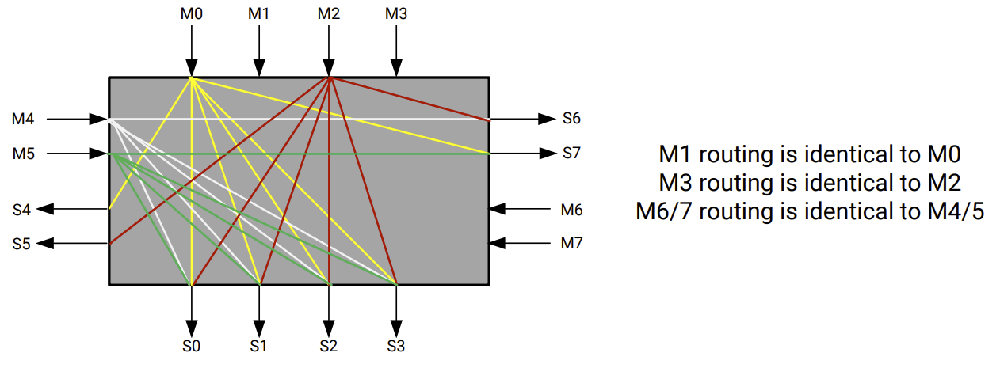 M0 M1 M2 M3
M4 S6
M5 S7
M1 routing is identical to M0
M3 routing is identical to M2
M6/7 routing is identical to M4/5
S4 M6
S5 M7
S0 S1 S2 S3